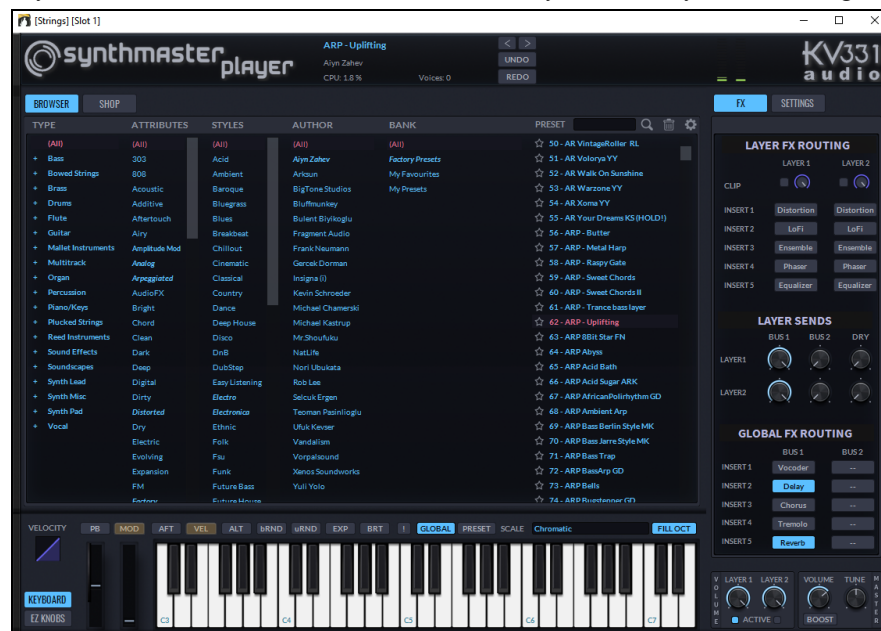 [Strings] [Slot 1]
synthmaster player
ARP - Uplifting
Aiyn Zahev
CPU: 1.8 %
Voices: 0
< >
UNDO
REDO
KV331 audio
BROWSER
SHOP
FX
SETTINGS
TYPE
(All)
+ Bass
+ Bowed Strings
+ Brass
+ Drums
+ Flute
+ Guitar
+ Mallet Instruments
+ Multitrack
+ Organ
+ Percussion
+ Piano/Keys
+ Plucked Strings
+ Reed Instruments
+ Sound Effects
+ Soundscapes
+ Synth Lead
+ Synth Misc
+ Synth Pad
+ Vocal
ATTRIBUTES
(All)
303
808
Acoustic
Additive
Aftertouch
Airy
Amplitude Mod
Analog
Arpeggiated
AudioFX
Bright
Chord
Clean
Dark
Deep
Digital
Dirty
Distorted
Dry
Electric
Evolving
Expansion
FM
Factory
STYLES
(All)
Acid
Ambient
Baroque
Bluegrass
Blues
Breakbeat
Chillout
Cinematic
Classical
Country
Dance
Deep House
Disco
DnB
DubStep
Easy Listening
Electro
Electronica
Ethnic
Folk
Fsu
Funk
Future Bass
Future House
AUTHOR
(All)
Aiyn Zahev
Arksun
BigTone Studios
Bluffmunkey
Bulent Biyikoglu
Fragment Audio
Frank Neumann
Gercek Dorman
Insigna (i)
Kevin Schroeder
Michael Chamerski
Michael Kastrup
Mr.Shoufuku
NatLife
Nori Ubukata
Rob Lee
Selcuk Ergen
Teoman Pasinlioglu
Ufuk Kevser
Vandalism
Vorpalsound
Xenos Soundworks
Yuli Yolo
BANK
(All)
Factory Presets
My Favourites
My Presets
PRESET
50 - AR VintageRoller RL
51 - AR Volorya YY
52 - AR Walk On Sunshine
53 - AR Warzone YY
54 - AR Xoma YY
55 - AR Your Dreams KS (HOLD!)
56 - ARP - Butter
57 - ARP - Metal Harp
58 - ARP - Raspy Gate
59 - ARP - Sweet Chords
60 - ARP - Sweet Chords II
61 - ARP - Trance bass layer
62 - ARP - Uplifting
63 - ARP 8Bit Star FN
64 - ARP Abyss
65 - ARP Acid Bath
66 - ARP Acid Sugar ARK
67 - ARP AfricanPolirhythm GD
68 - ARP Ambient Arp
69 - ARP Bass Berlin Style MK
70 - ARP Bass Jarre Style MK
71 - ARP Bass Trap
72 - ARP BassArp GD
73 - ARP Bells
74 - ARP Bugstepper GD
LAYER FX ROUTING
LAYER 1 LAYER 2
CLIP
INSERT 1 Distortion Distortion
INSERT 2 LoFi LoFi
INSERT 3 Ensemble Ensemble
INSERT 4 Phaser Phaser
INSERT 5 Equalizer Equalizer
LAYER SENDS
BUS 1 BUS 2 DRY
LAYER1
LAYER2
GLOBAL FX ROUTING
BUS 1 BUS 2
INSERT 1 Vocoder --
INSERT 2 Delay --
INSERT 3 Chorus --
INSERT 4 Tremolo --
INSERT 5 Reverb --
VELOCITY
PB MOD AFT VEL ALT bRND uRND EXP BRT ! GLOBAL PRESET SCALE Chromatic FILL OCT
KEYBOARD
EZ KNOBS
C3 C4 C5 C6 C7
VOLUME
LAYER 1 LAYER 2
ACTIVE
VOLUME TUNE
BOOST
MASTER